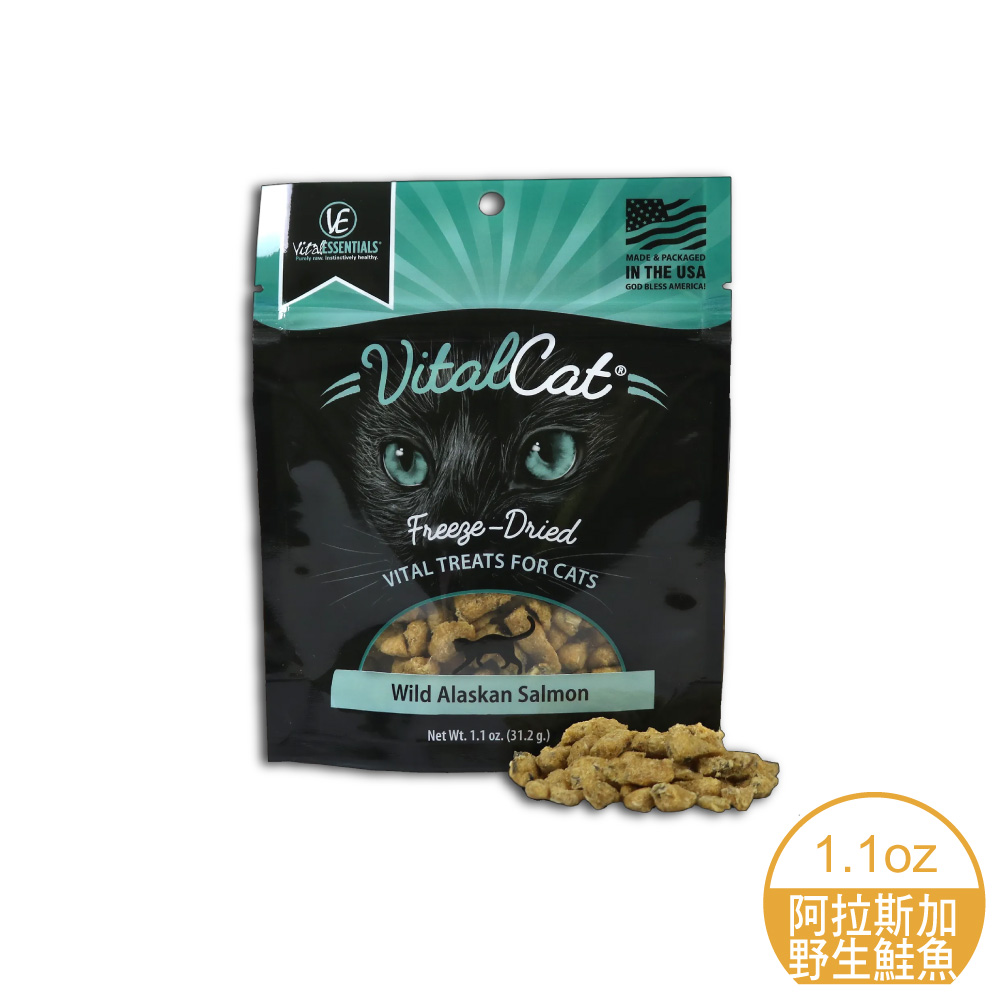 VE
VitalESSENTIALS®
Purely raw. Instinctively healthy.
MADE & PACKAGED
IN THE USA
GOD BLESS AMERICA!
VitalCat®
Freeze-Dried
VITAL TREATS FOR CATS
Wild Alaskan Salmon
Net Wt. 1.1 oz. (31.2 g.)
1.1oz
阿拉斯加
野生鮭魚